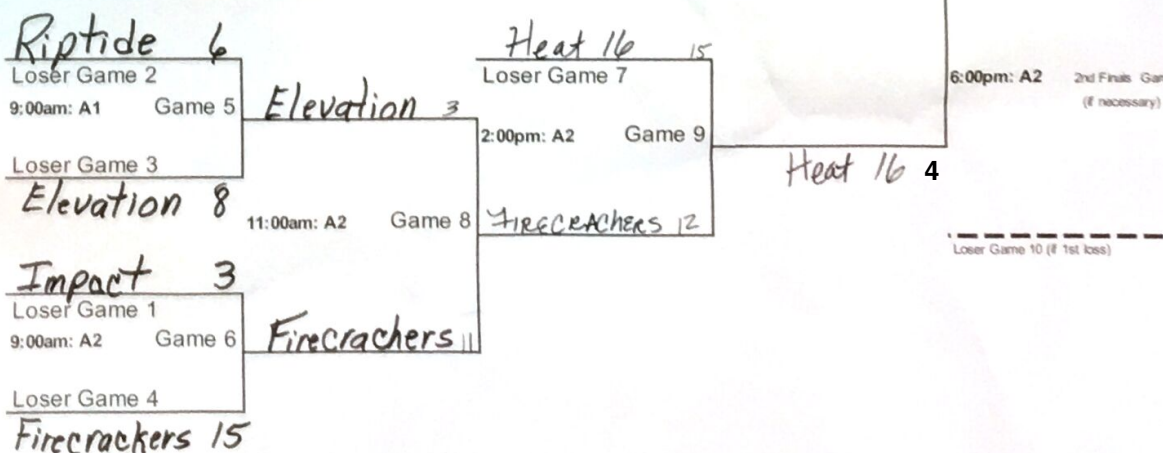 Riptide 6
Loser Game 2
9:00am: A1 Game 5
Loser Game 3
Elevation 8
Impact 3
Loser Game 1
9:00am: A2 Game 6
Loser Game 4
Firecrackers 15
Elevation 3
11:00am: A2 Game 8
Firecrachers 11
Heat 16 15
Loser Game 7
2:00pm: A2 Game 9
FIRECRACHERS 12
Heat 16 4
6:00pm: A2 2nd Finals Gam
(if necessary)
Loser Game 10 (if 1st loss)